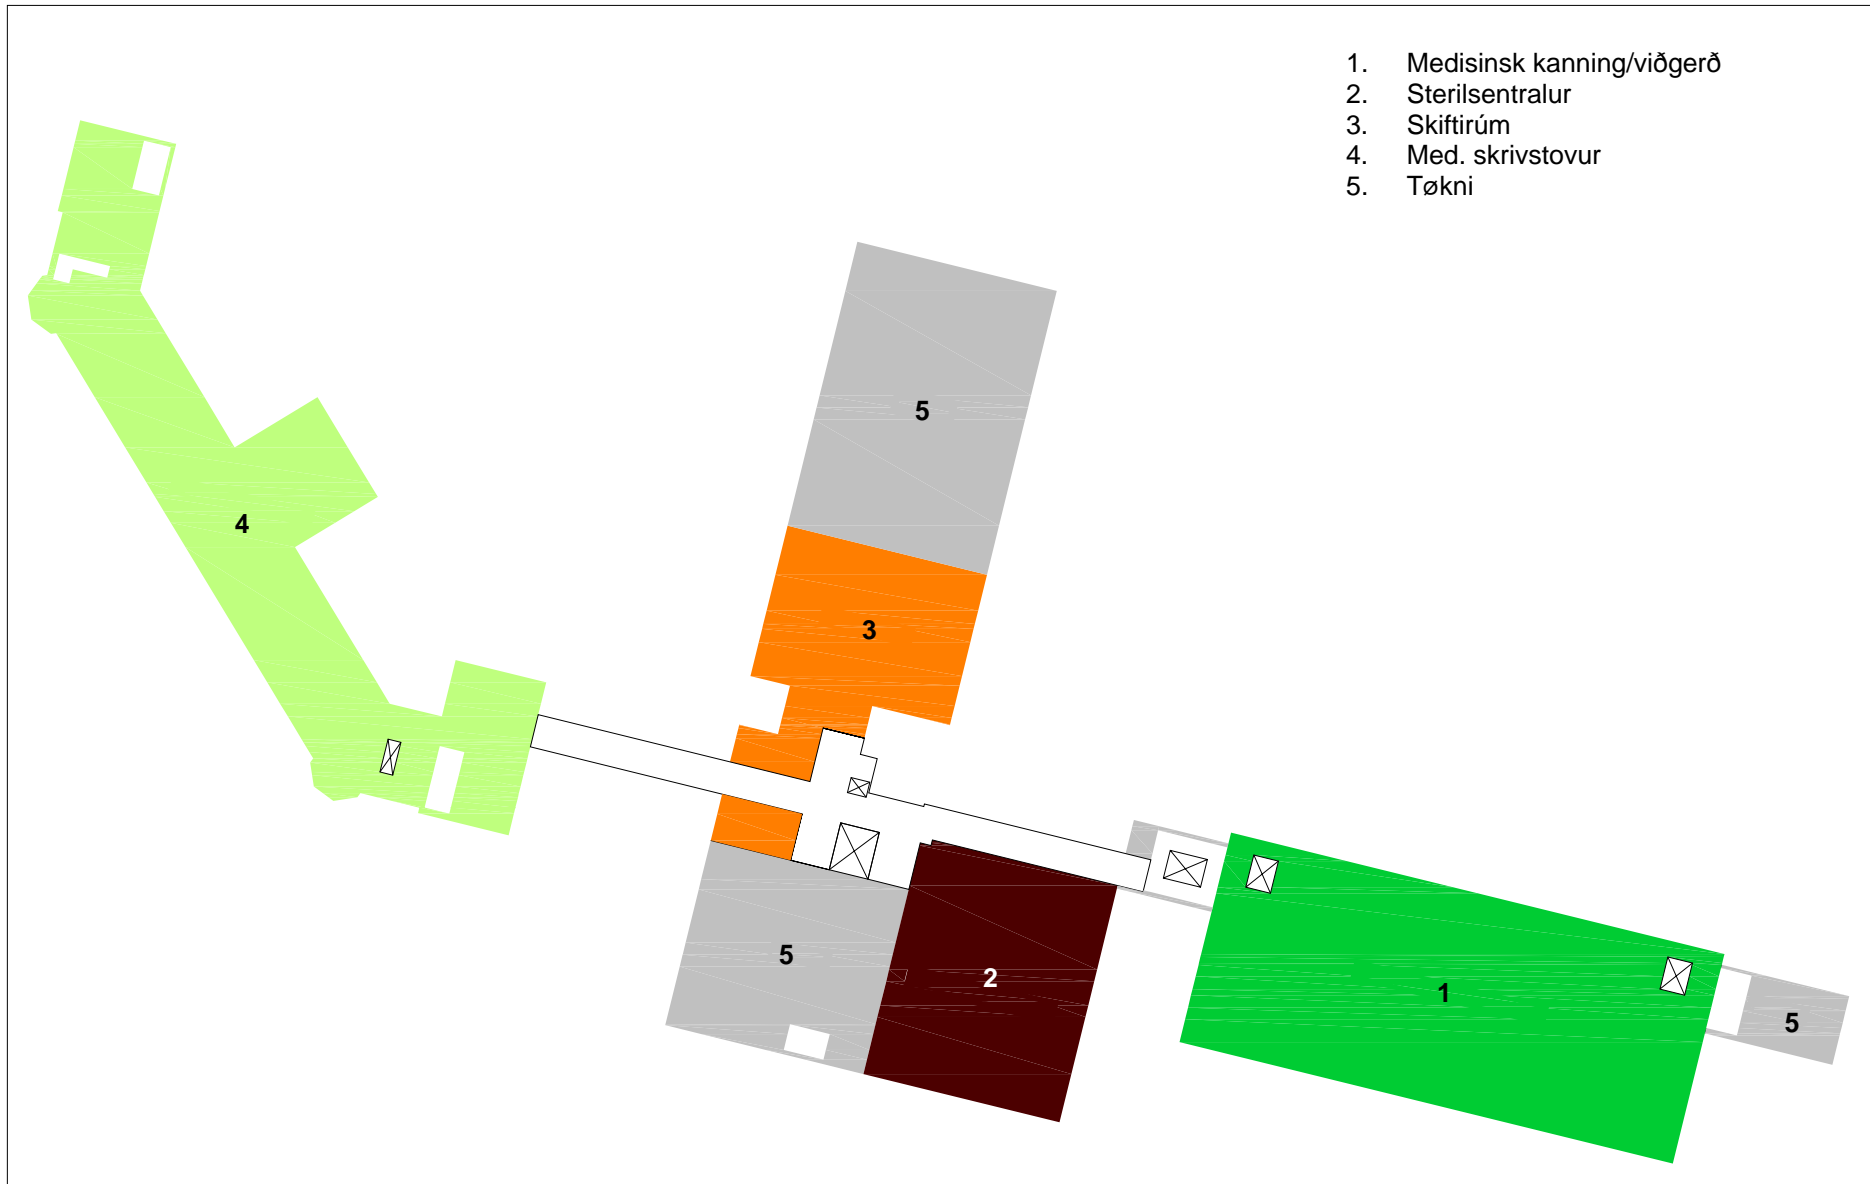 1. Medisinsk kanning/viðgerð
2. Sterilsentralur
3. Skiftirúm
4. Med. skrivstovur
5. Tøkni
5
4
3
5
2
1
5